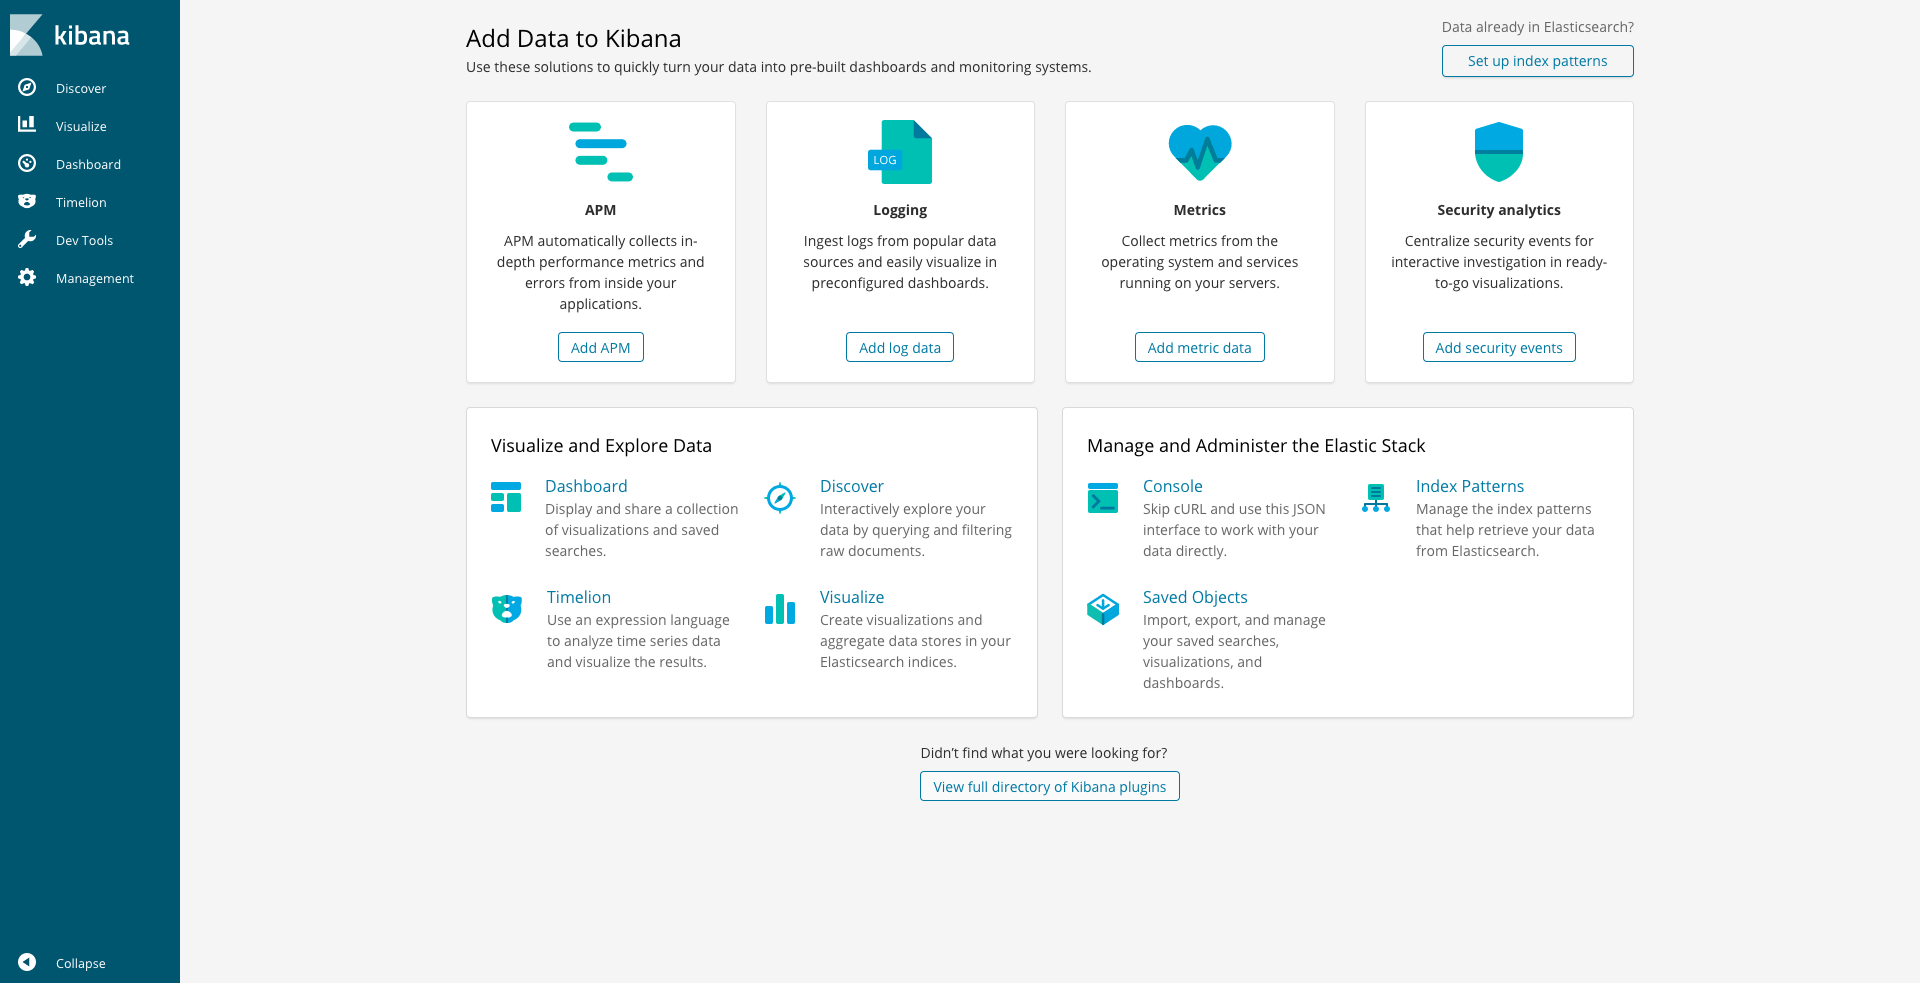 kibana
Discover
Visualize
Dashboard
Timelion
Dev Tools
Management
Collapse
Add Data to Kibana
Use these solutions to quickly turn your data into pre-built dashboards and monitoring systems.
Data already in Elasticsearch?
Set up index patterns
APM
APM automatically collects in-
depth performance metrics and
errors from inside your
applications.
Add APM
LOG
Logging
Ingest logs from popular data
sources and easily visualize in
preconfigured dashboards.
Add log data
Metrics
Collect metrics from the
operating system and services
running on your servers.
Add metric data
Security analytics
Centralize security events for
interactive investigation in ready-
to-go visualizations.
Add security events
Visualize and Explore Data
Dashboard
Display and share a collection
of visualizations and saved
searches.
Discover
Interactively explore your
data by querying and filtering
raw documents.
Timelion
Use an expression language
to analyze time series data
and visualize the results.
Visualize
Create visualizations and
aggregate data stores in your
Elasticsearch indices.
Manage and Administer the Elastic Stack
Console
Skip cURL and use this JSON
interface to work with your
data directly.
Index Patterns
Manage the index patterns
that help retrieve your data
from Elasticsearch.
Saved Objects
Import, export, and manage
your saved searches,
visualizations, and
dashboards.
Didn't find what you were looking for?
View full directory of Kibana plugins